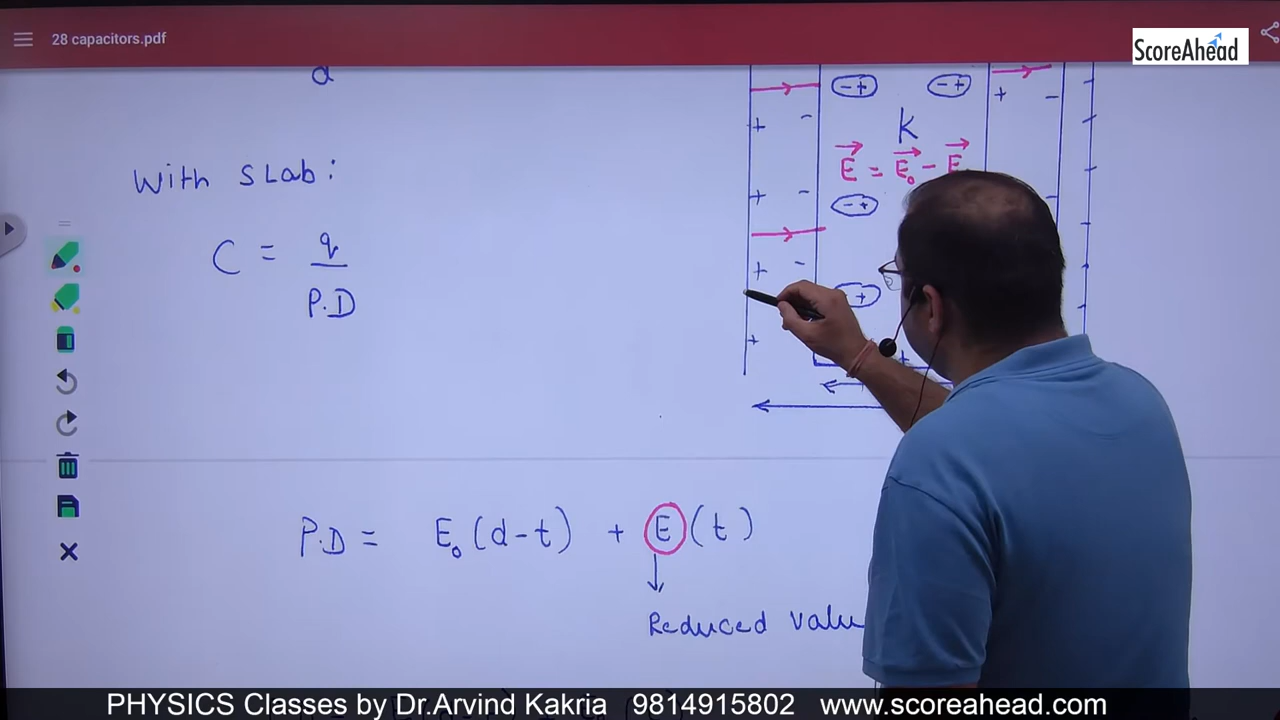 28 capacitors.pdf
ScoreAhead
d
With SLab:
C = q / P.D
K
E = E₀ - E
P.D = E₀(d-t) + E(t)
Reduced value
PHYSICS Classes by Dr.Arvind Kakria 9814915802 www.scoreahead.com